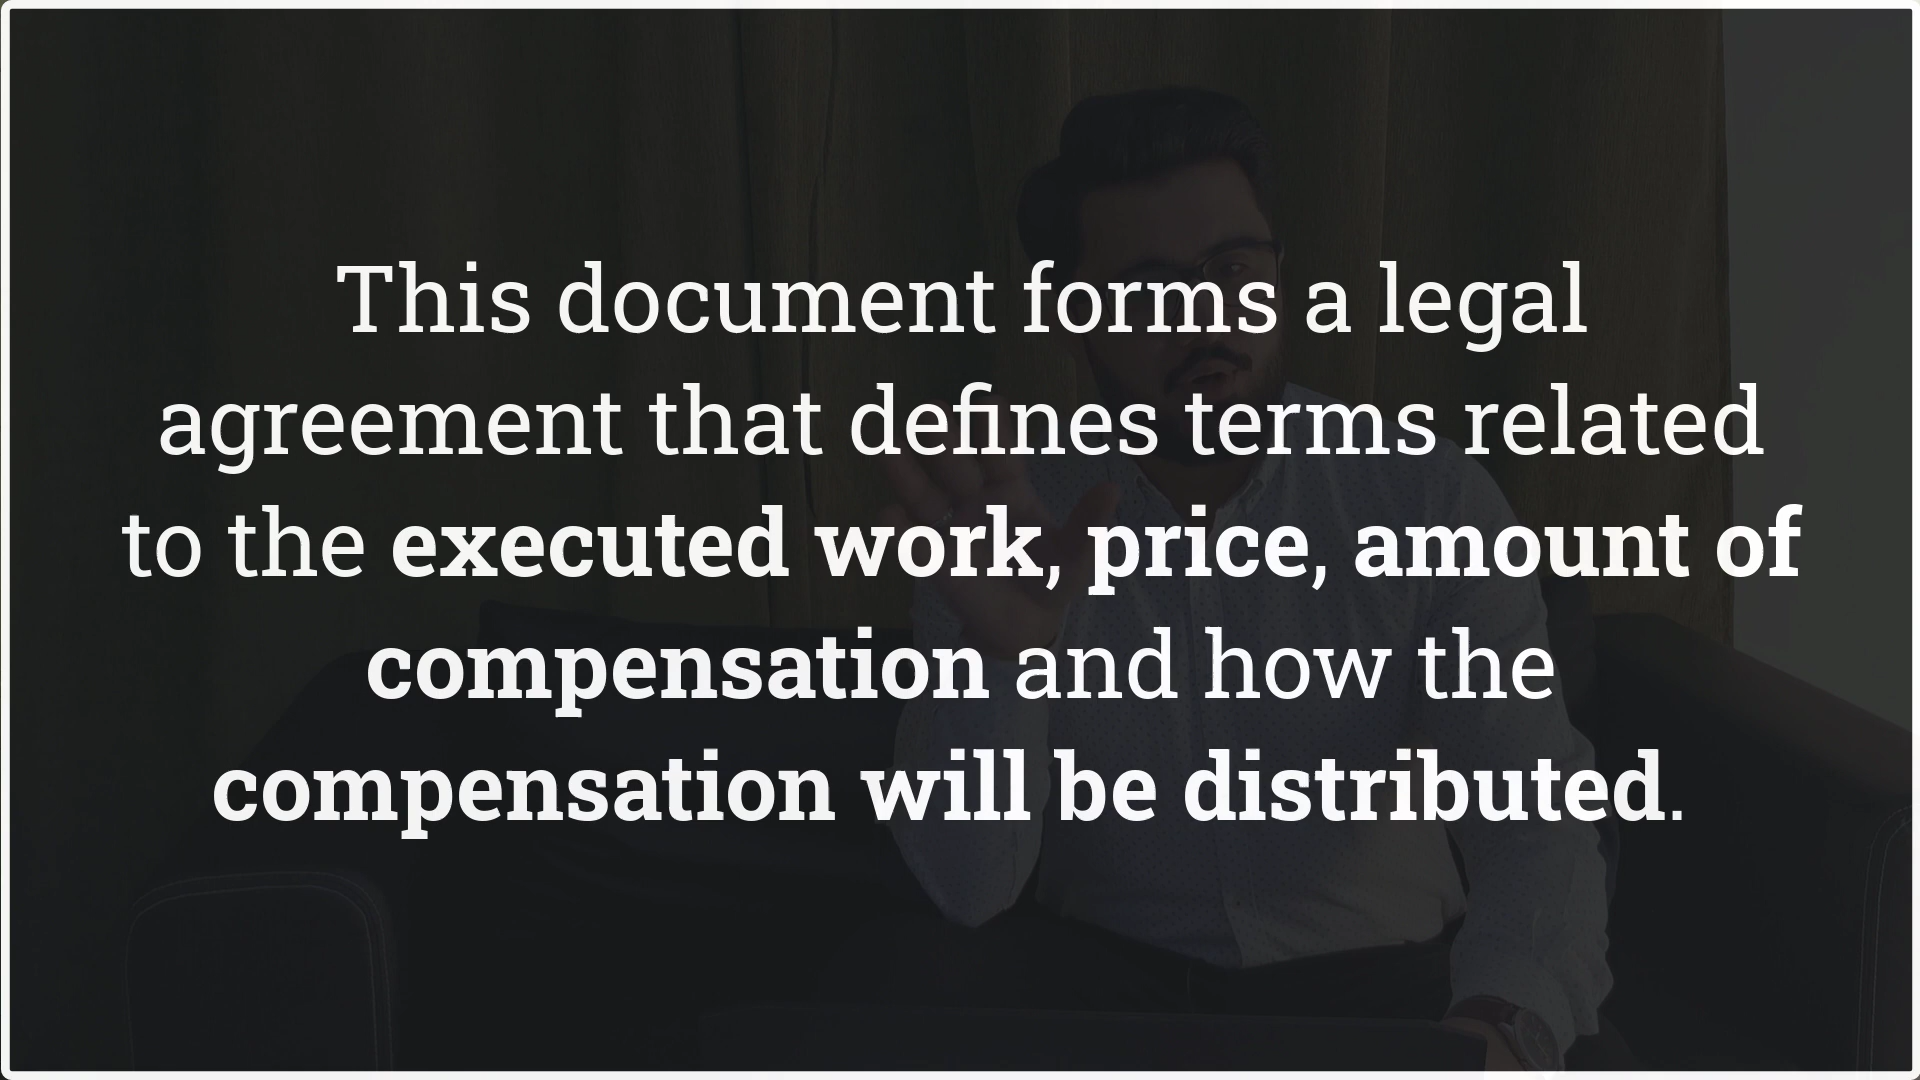 This document forms a legal
agreement that defines terms related
to the executed work, price, amount of
compensation and how the
compensation will be distributed.